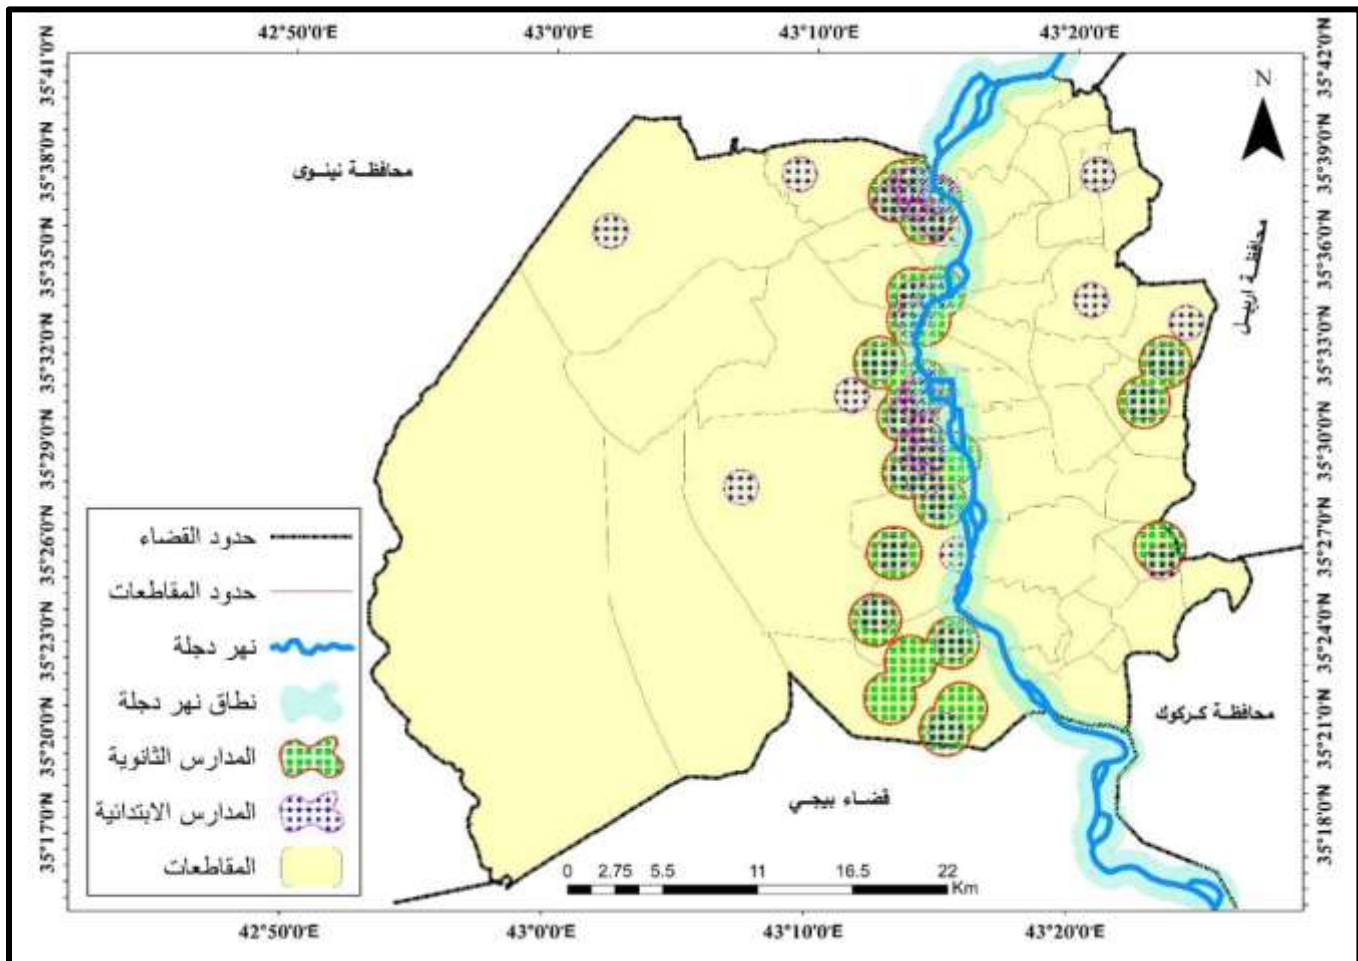 42°50'0"E 43°0'0"E 43°10'0"E 43°20'0"E
35°41'0"N
35°38'0"N
35°35'0"N
35°32'0"N
35°29'0"N
35°26'0"N
35°23'0"N
35°20'0"N
35°17'0"N
35°42'0"N
35°39'0"N
35°36'0"N
35°33'0"N
35°30'0"N
35°27'0"N
35°24'0"N
35°21'0"N
35°18'0"N
N
محافظة نينوى
محافظة اربيل
محافظة كركوك
قضاء بيجي
حدود القضاء
حدود المقاطعات
نهر دجلة
نطاق نهر دجلة
المدارس الثانوية
المدارس الابتدائية
المقاطعات
0 2.75 5.5 11 16.5 22
Km
42°50'0"E 43°0'0"E 43°10'0"E 43°20'0"E